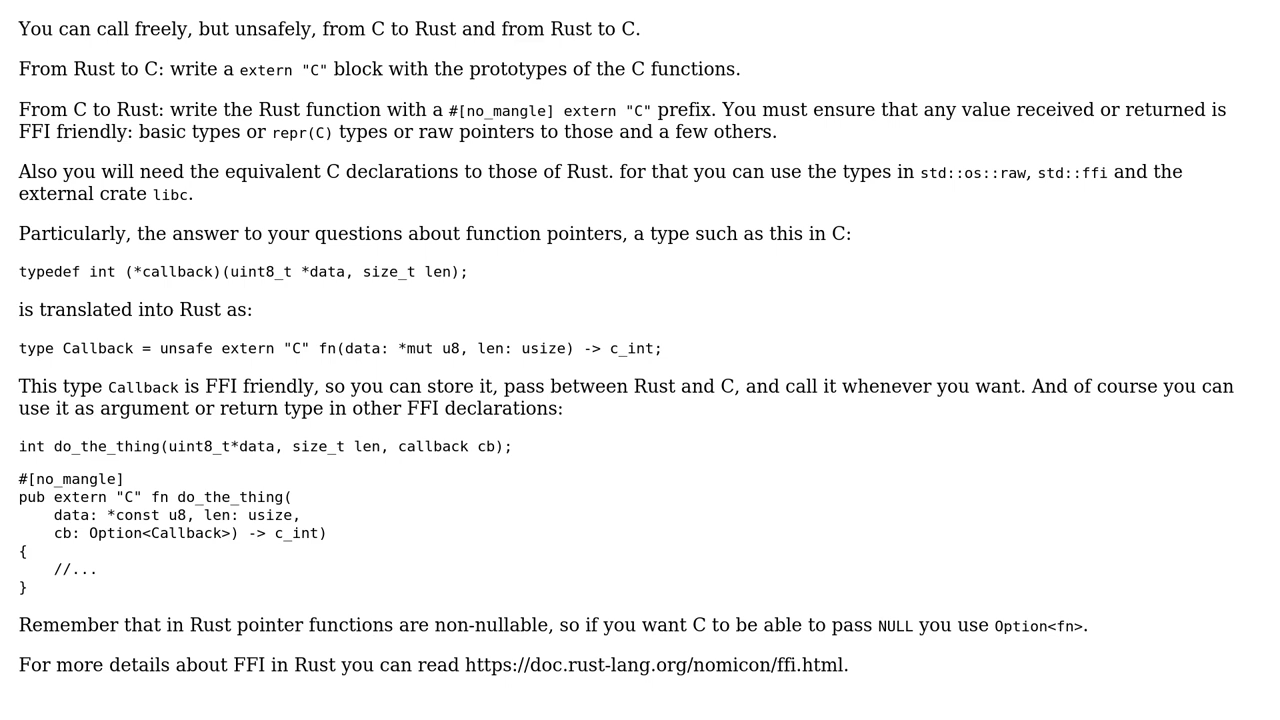 You can call freely, but unsafely, from C to Rust and from Rust to C.
From Rust to C: write a extern "C" block with the prototypes of the C functions.
From C to Rust: write the Rust function with a #[no_mangle] extern "C" prefix. You must ensure that any value received or returned is
FFI friendly: basic types or repr(C) types or raw pointers to those and a few others.
Also you will need the equivalent C declarations to those of Rust. for that you can use the types in std::os::raw, std::ffi and the
external crate libc.
Particularly, the answer to your questions about function pointers, a type such as this in C:
typedef int (*callback)(uint8_t *data, size_t len);
is translated into Rust as:
type Callback = unsafe extern "C" fn(data: *mut u8, len: usize) -> c_int;
This type Callback is FFI friendly, so you can store it, pass between Rust and C, and call it whenever you want. And of course you can
use it as argument or return type in other FFI declarations:
int do_the_thing(uint8_t*data, size_t len, callback cb);
#[no_mangle]
pub extern "C" fn do_the_thing(
    data: *const u8, len: usize,
    cb: Option<Callback>) -> c_int)
{
    //...
}
Remember that in Rust pointer functions are non-nullable, so if you want C to be able to pass NULL you use Option<fn>.
For more details about FFI in Rust you can read https://doc.rust-lang.org/nomicon/ffi.html.